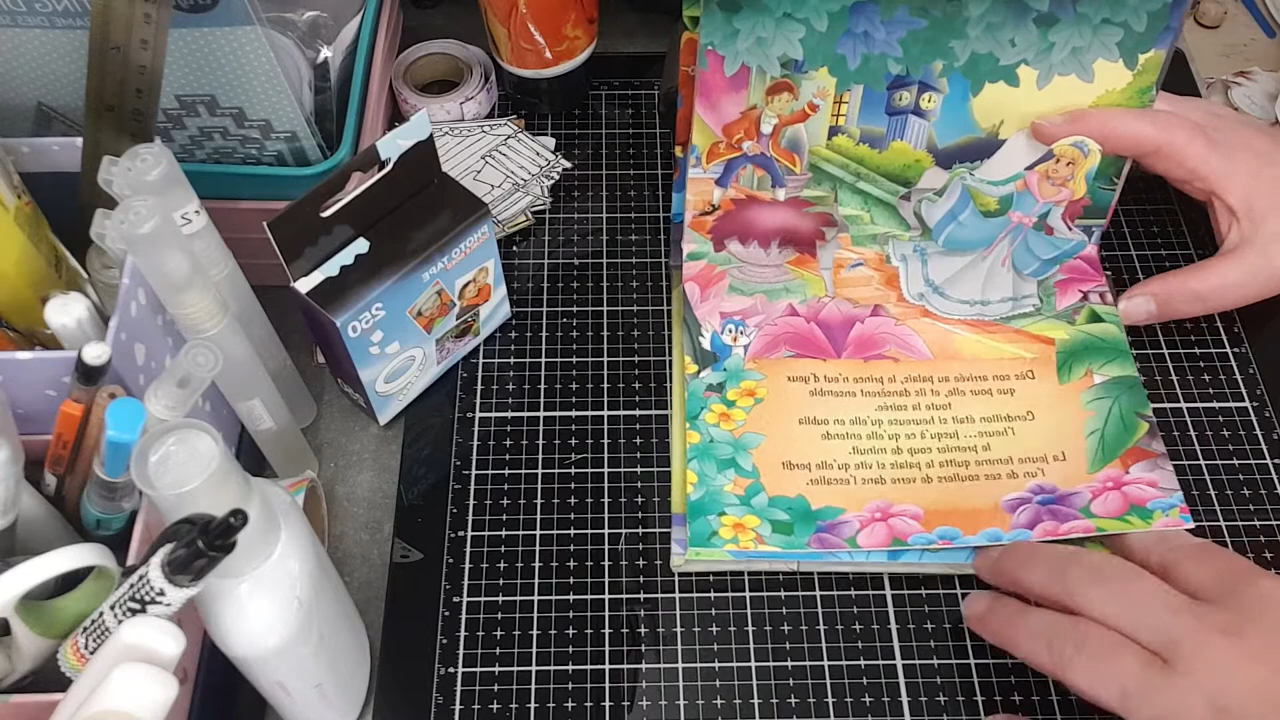 Dès son arrivée au palais, le prince n'eut d'yeux
que pour elle, et ils dansèrent ensemble
toute la soirée.
Cendrillon était si heureuse qu'elle en oublia
l'heure... jusqu'à ce qu'elle entende
le premier coup de minuit.
La jeune femme quitta le palais si vite qu'elle perdit
l'un de ses souliers de verre dans l'escalier.
PHOTO TAPE
250